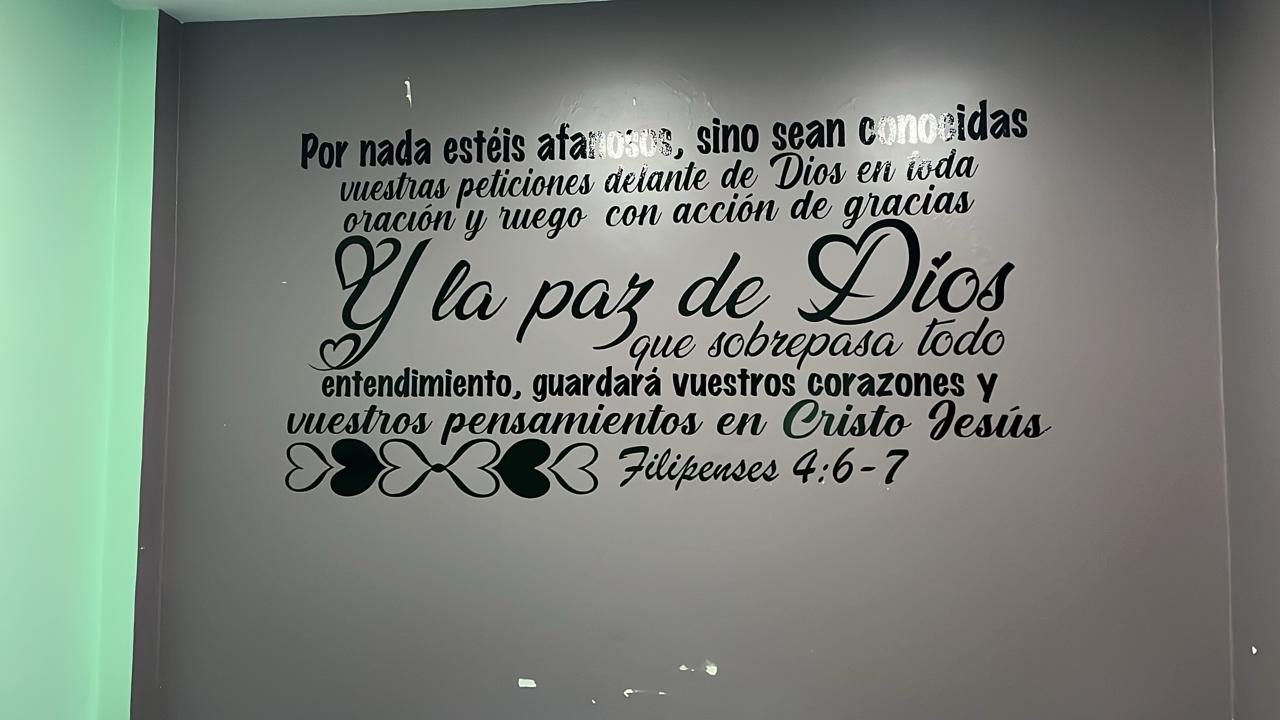 Por nada estéis afanosos, sino sean conocidas
vuestras peticiones delante de Dios en toda
oración y ruego con acción de gracias
Y la paz de Dios
que sobrepasa todo
entendimiento, guardará vuestros corazones y
vuestros pensamientos en Cristo Jesús
Filipenses 4:6-7